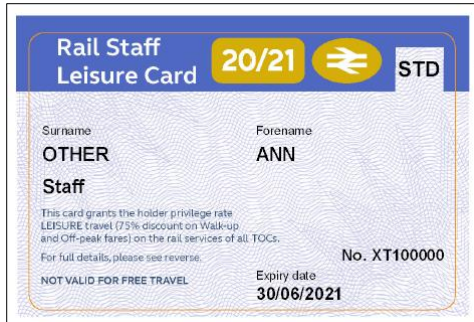 Rail Staff
Leisure Card
20/21
STD
Surname
Forename
OTHER
ANN
Staff
This card grants the holder privilege rate
LEISURE travel (75% discount on Walk-up
and Off-peak fares) on the rail services of all TOCs.
For full details, please see reverse.
No. XT100000
NOT VALID FOR FREE TRAVEL
Expiry date
30/06/2021